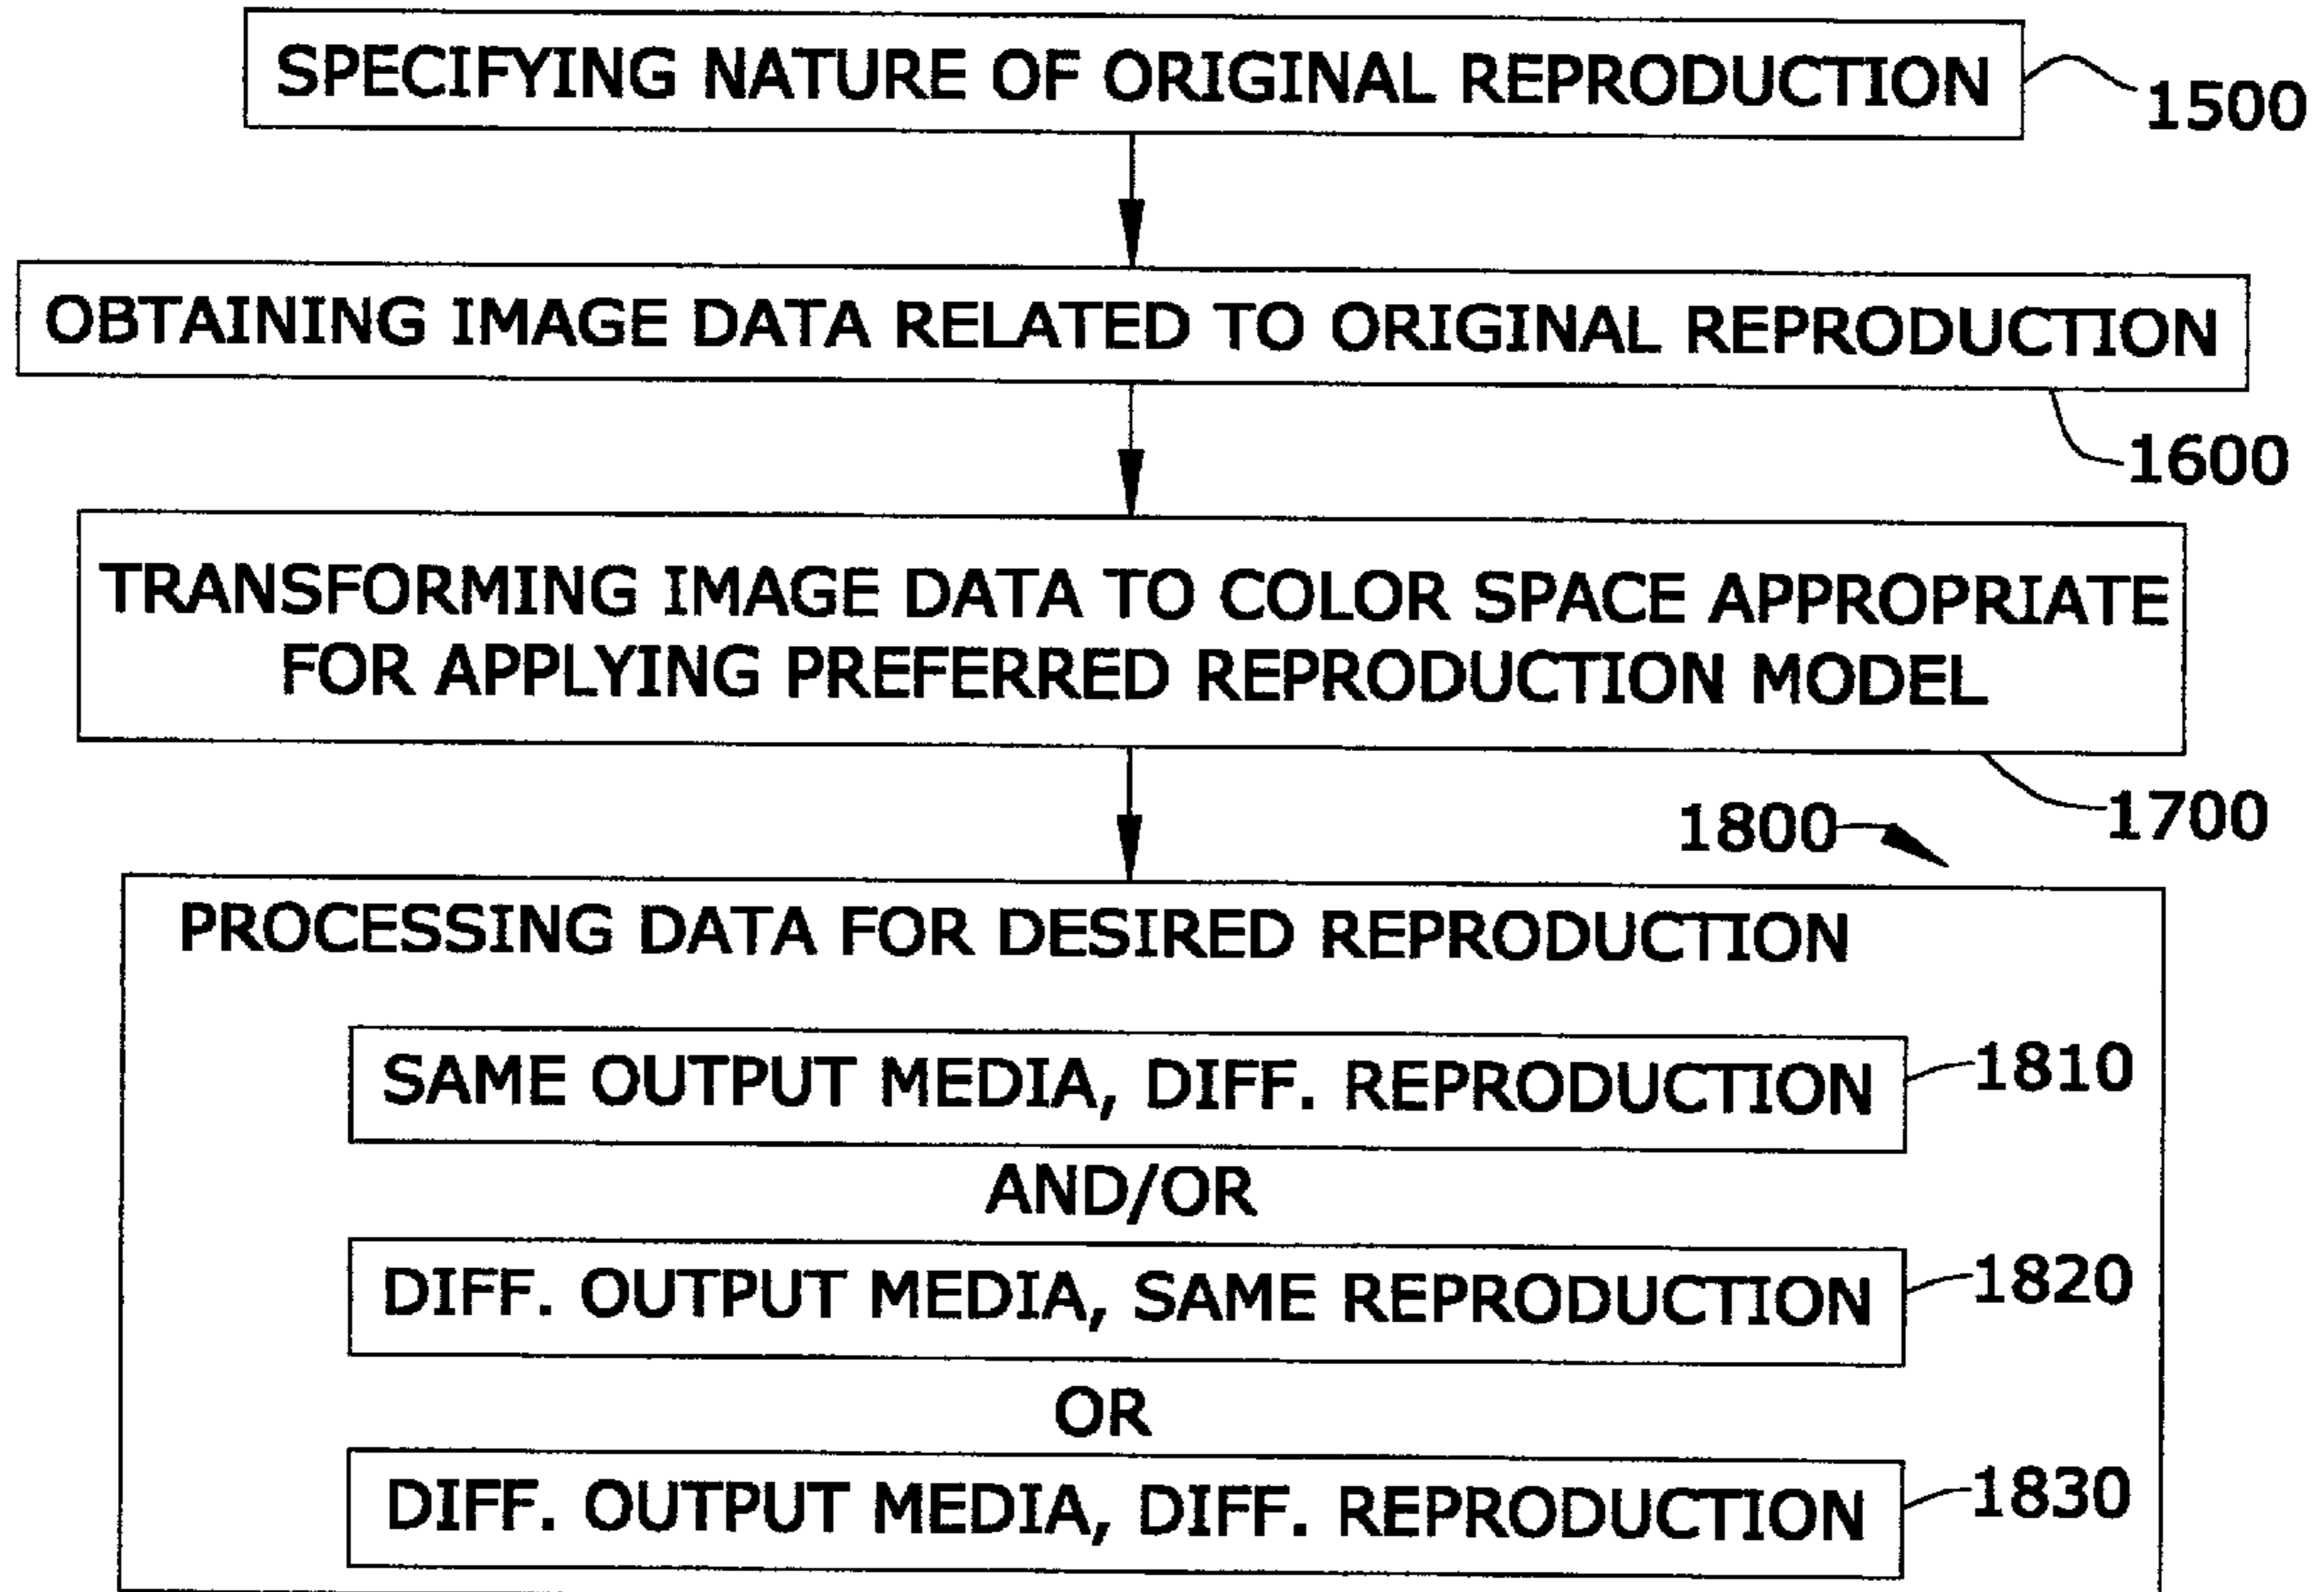 SPECIFYING NATURE OF ORIGINAL REPRODUCTION
1500
OBTAINING IMAGE DATA RELATED TO ORIGINAL REPRODUCTION
1600
TRANSFORMING IMAGE DATA TO COLOR SPACE APPROPRIATE
FOR APPLYING PREFERRED REPRODUCTION MODEL
1700
1800
PROCESSING DATA FOR DESIRED REPRODUCTION
SAME OUTPUT MEDIA, DIFF. REPRODUCTION
1810
AND/OR
DIFF. OUTPUT MEDIA, SAME REPRODUCTION
1820
OR
DIFF. OUTPUT MEDIA, DIFF. REPRODUCTION
1830